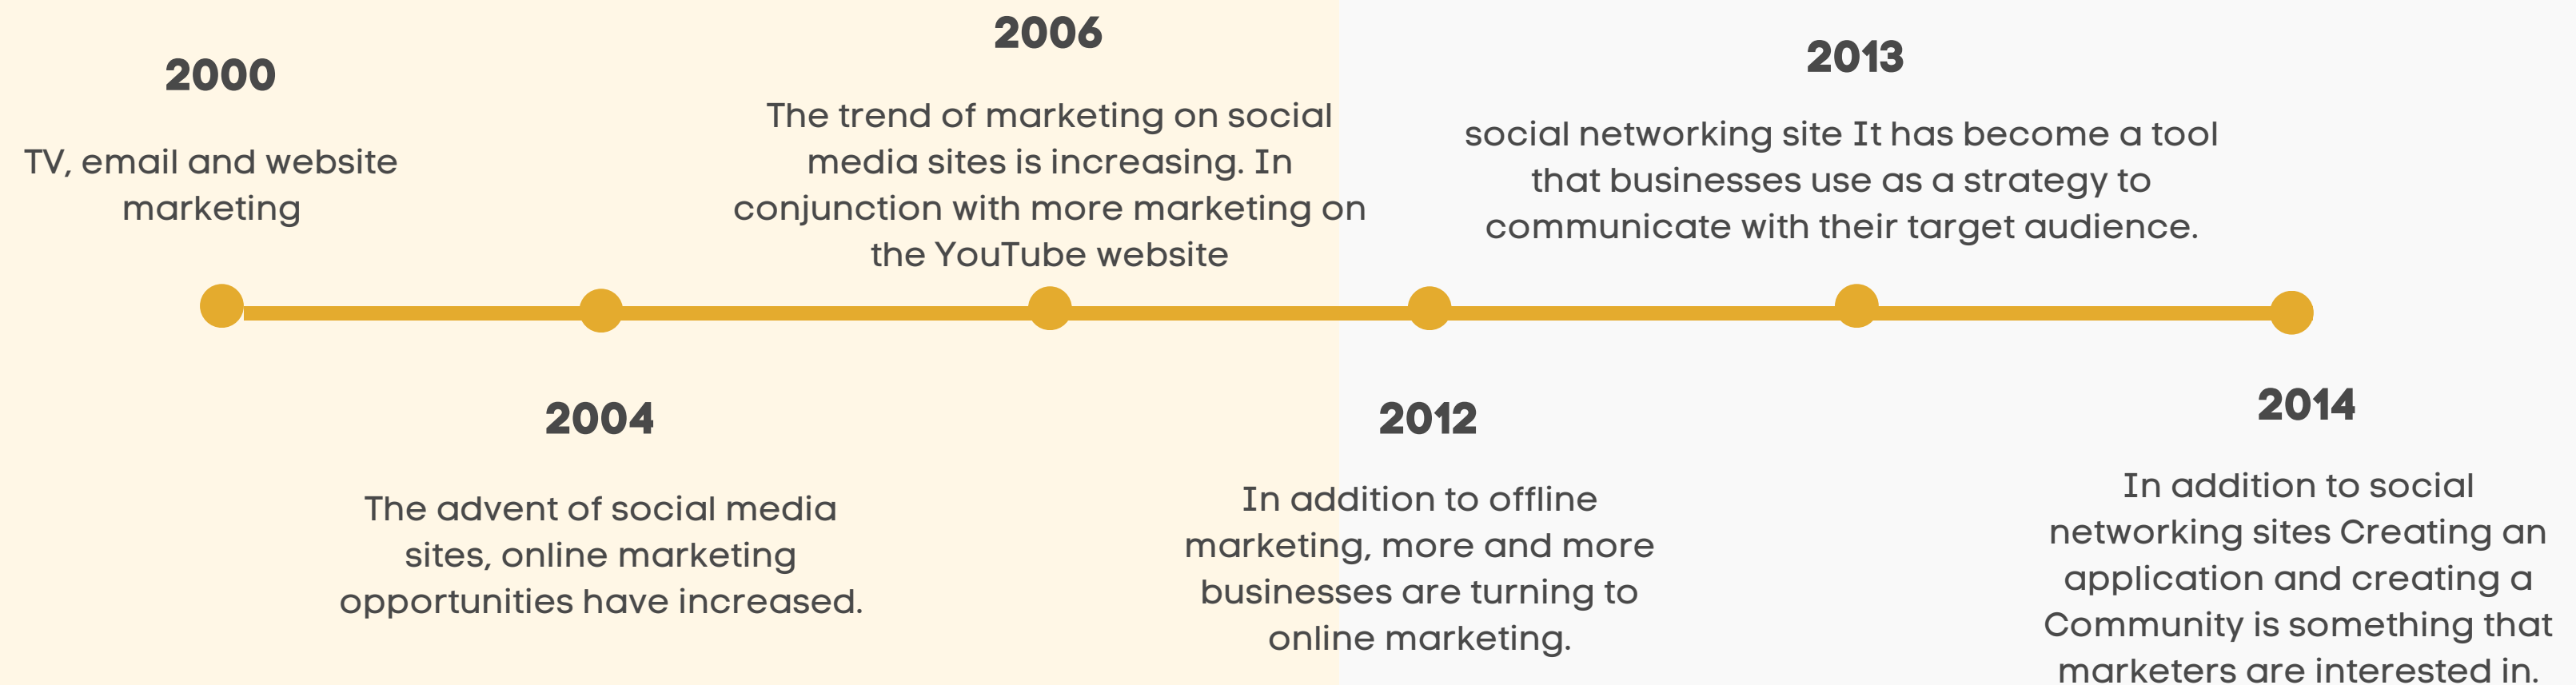 2000
TV, email and website
marketing
2004
The advent of social media
sites, online marketing
opportunities have increased.
2006
The trend of marketing on social
media sites is increasing. In
conjunction with more marketing on
the YouTube website
2012
In addition to offline
marketing, more and more
businesses are turning to
online marketing.
2013
social networking site It has become a tool
that businesses use as a strategy to
communicate with their target audience.
2014
In addition to social
networking sites Creating an
application and creating a
Community is something that
marketers are interested in.